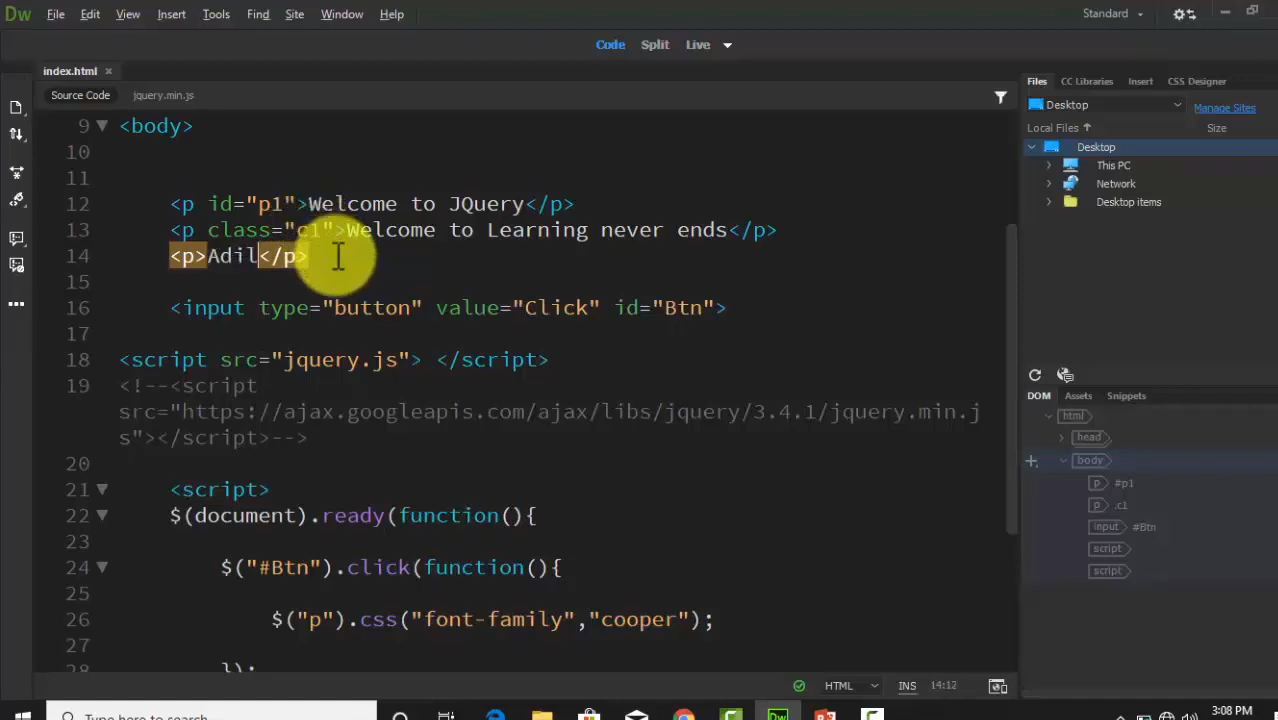 Dw File Edit View Insert Tools Find Site Window Help Standard
Code Split Live
index.html
Source Code jquery.min.js
9 <body>
10
11
12 <p id="p1">Welcome to JQuery</p>
13 <p class="c1">Welcome to Learning never ends</p>
14 <p>Adil</p>
15
16 <input type="button" value="Click" id="Btn">
17
18 <script src="jquery.js"> </script>
19 <!--<script
src="https://ajax.googleapis.com/ajax/libs/jquery/3.4.1/jquery.min.j
s"></script>-->
20
21 <script>
22 $(document).ready(function(){
23
24 $("#Btn").click(function(){
25
26 $("p").css("font-family","cooper");
27
28 });
HTML INS 14:12
Files CC Libraries Insert CSS Designer
Desktop Manage Sites
Local Files Size
Desktop
This PC
Network
Desktop items
DOM Assets Snippets
html
head
body
p #p1
p .c1
input #Btn
script
script
Type here to search
Dw
3:08 PM